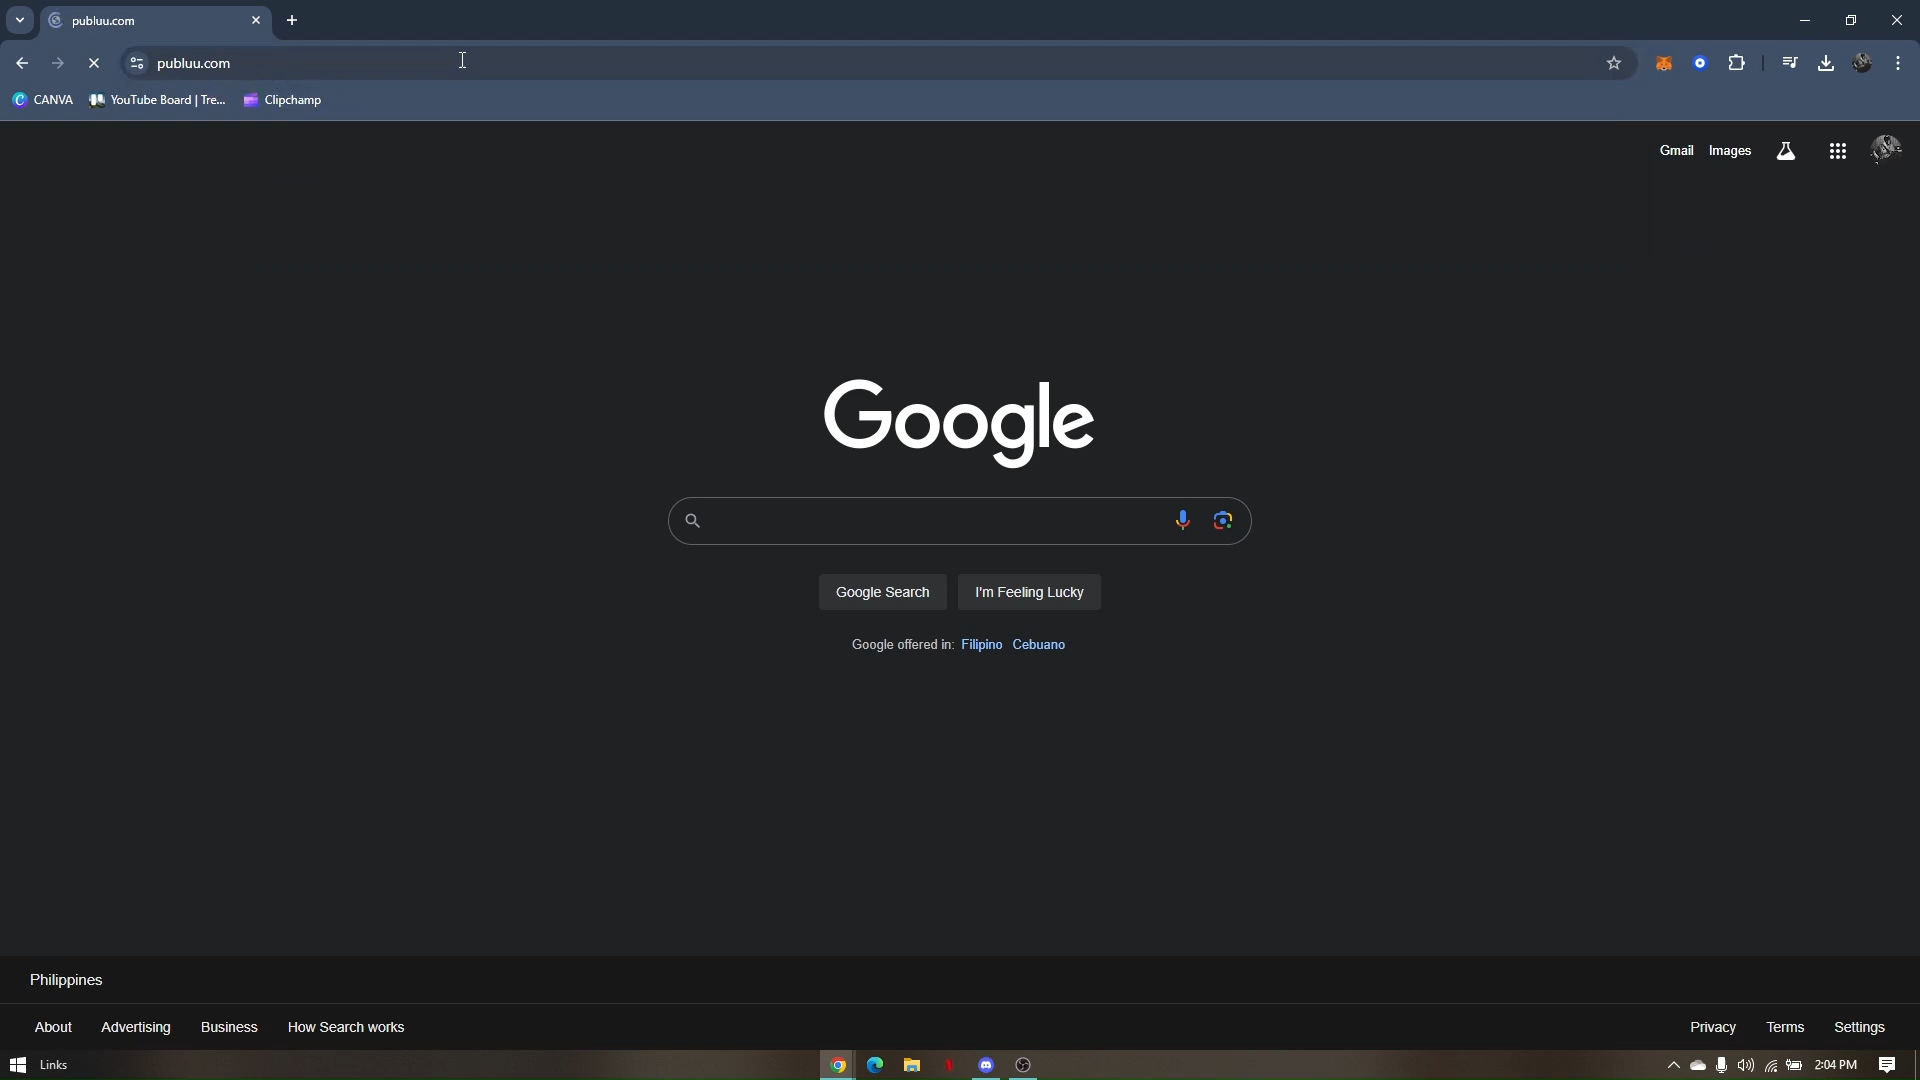 publuu.com
publuu.com
CANVA YouTube Board | Tre... Clipchamp
Gmail Images
Google
Google Search I'm Feeling Lucky
Google offered in: Filipino Cebuano
Philippines
About Advertising Business How Search works Privacy Terms Settings
Links 2:04 PM